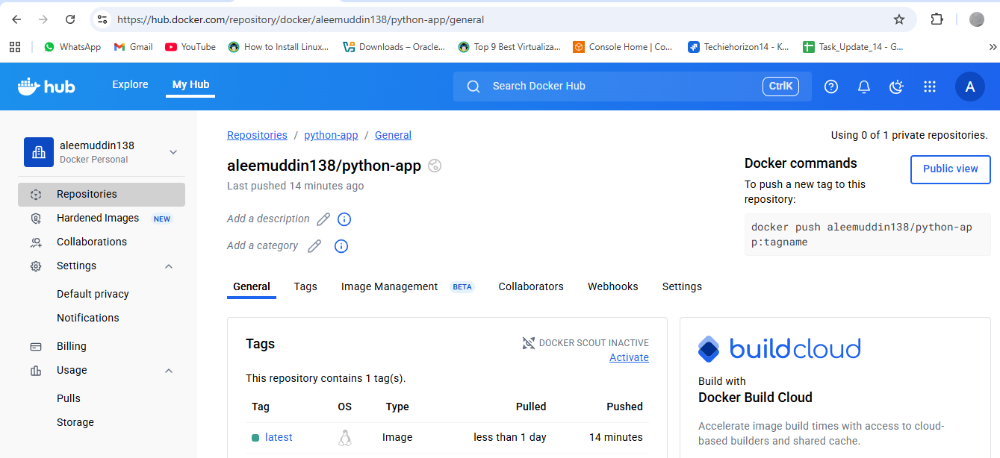 https://hub.docker.com/repository/docker/aleemuddin138/python-app/general
WhatsApp Gmail YouTube How to Install Linux... Downloads – Oracle... Top 9 Best Virtualiza... Console Home | Co... Techiehorizon14 - K... Task_Update_14 - G...
hub Explore My Hub Search Docker Hub CtrlK A
aleemuddin138
Docker Personal
Repositories
Hardened Images NEW
Collaborations
Settings
Default privacy
Notifications
Billing
Usage
Pulls
Storage
Repositories / python-app / General
Using 0 of 1 private repositories.
aleemuddin138/python-app
Last pushed 14 minutes ago
Add a description
Add a category
Docker commands
Public view
To push a new tag to this
repository:
docker push aleemuddin138/python-ap
p:tagname
General Tags Image Management BETA Collaborators Webhooks Settings
Tags
DOCKER SCOUT INACTIVE
Activate
This repository contains 1 tag(s).
Tag OS Type Pulled Pushed
latest Image less than 1 day 14 minutes
buildcloud
Build with
Docker Build Cloud
Accelerate image build times with access to cloud-
based builders and shared cache.